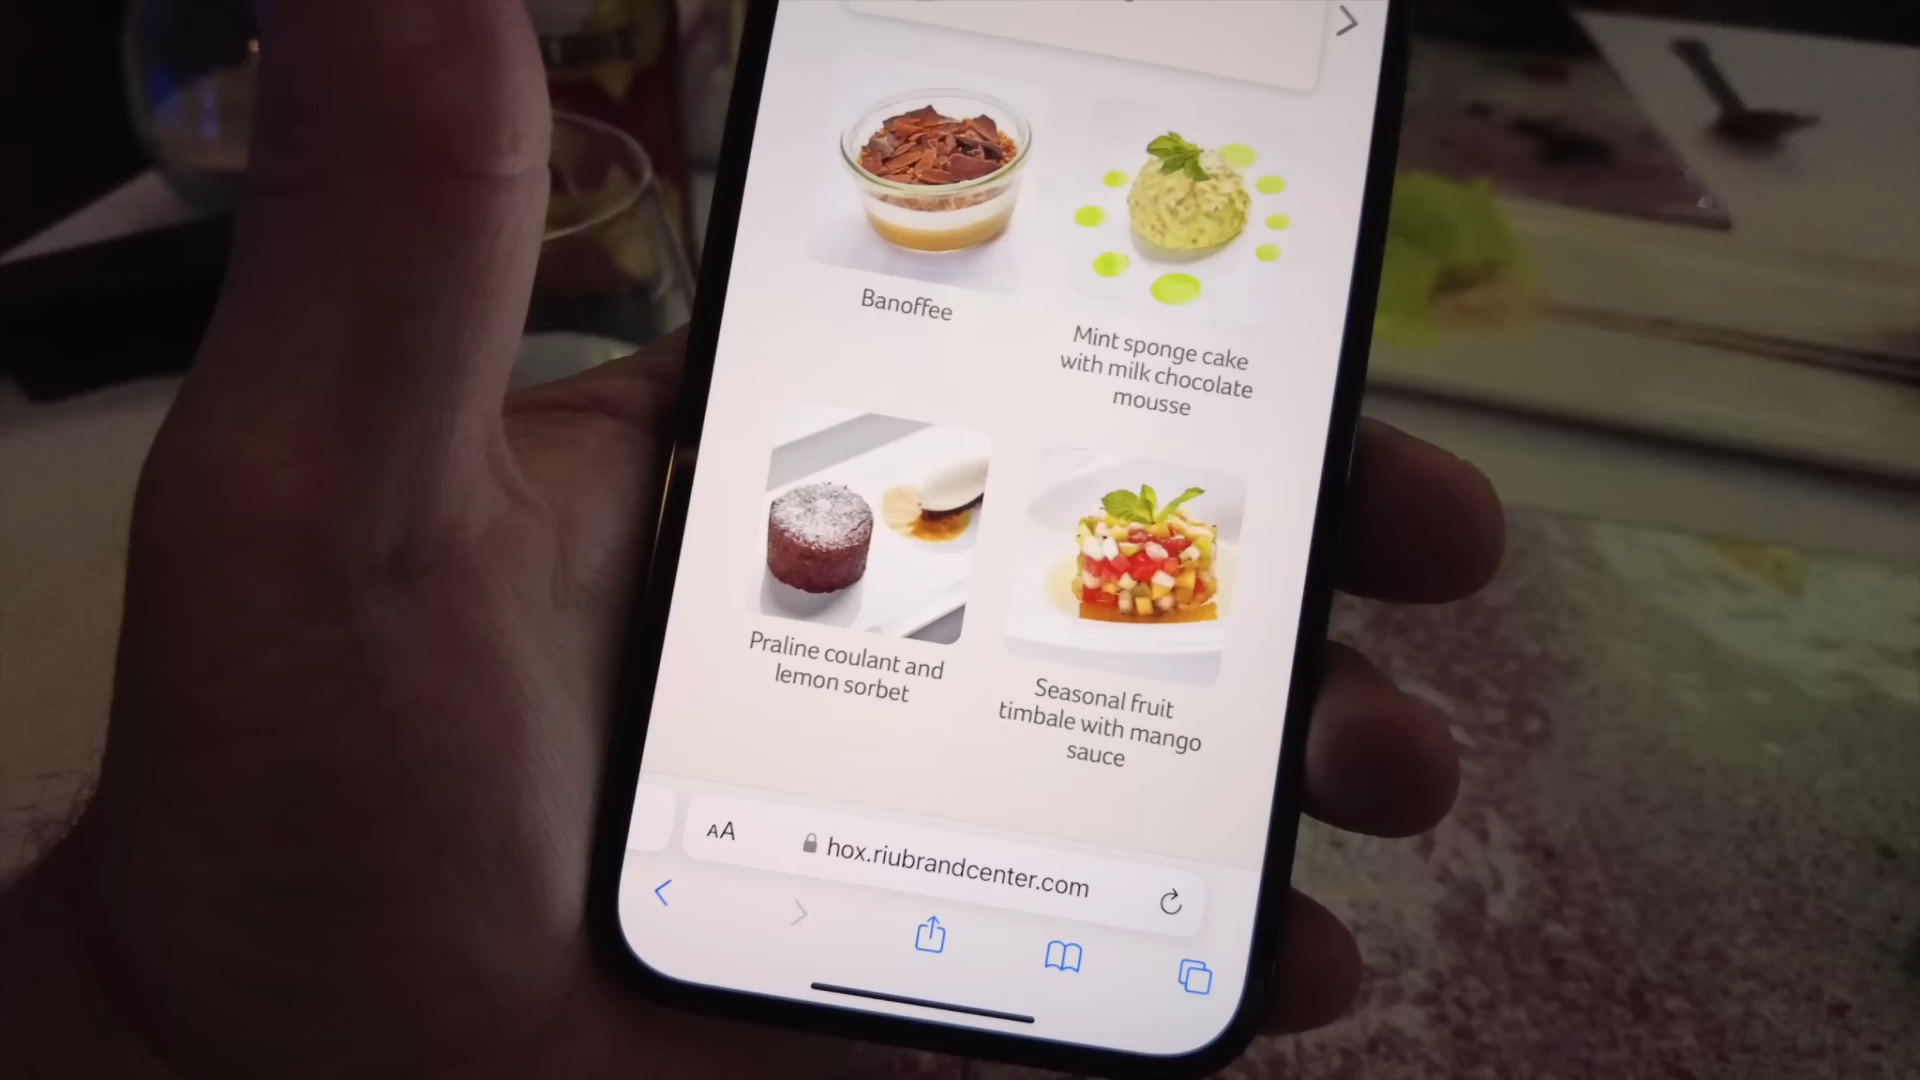 Banoffee
Mint sponge cake
with milk chocolate
mousse
Praline coulant and
lemon sorbet
Seasonal fruit
timbale with mango
sauce
AA
hox.riubrandcenter.com